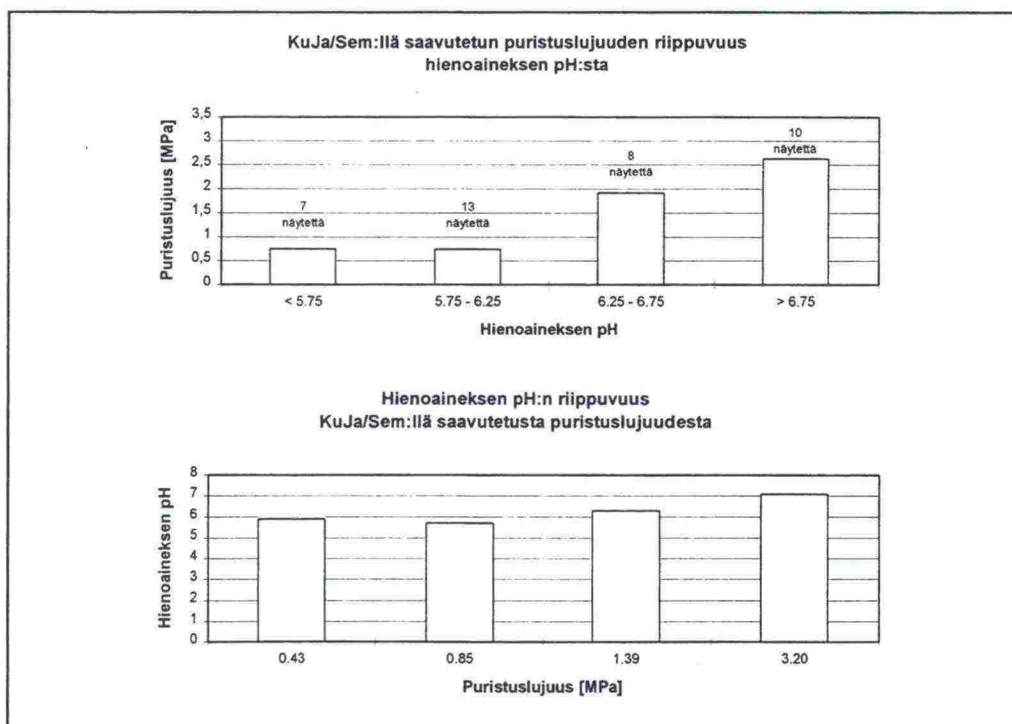 KuJa/Sem:llä saavutetun puristuslujuuden riippuvuus
hienoaineksen pH:sta
Puristuslujuus [MPa]
3,5
3
2,5
2
1,5
1
0,5
0
7
näytettä
13
näytettä
8
näytettä
10
näytettä
< 5.75
5.75 - 6.25
6.25 - 6.75
> 6.75
Hienoaineksen pH
Hienoaineksen pH:n riippuvuus
KuJa/Sem:llä saavutetusta puristuslujuudesta
Hienoaineksen pH
8
7
6
5
4
3
2
1
0
0.43
0.85
1.39
3.20
Puristuslujuus [MPa]